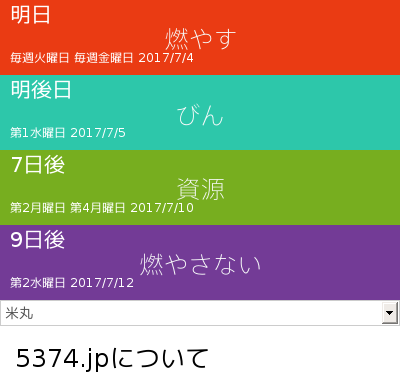 明日
燃やす
毎週火曜日 毎週金曜日 2017/7/4
明後日
びん
第1水曜日 2017/7/5
7日後
資源
第2月曜日 第4月曜日 2017/7/10
9日後
燃やさない
第2水曜日 2017/7/12
米丸
5374.jpについて